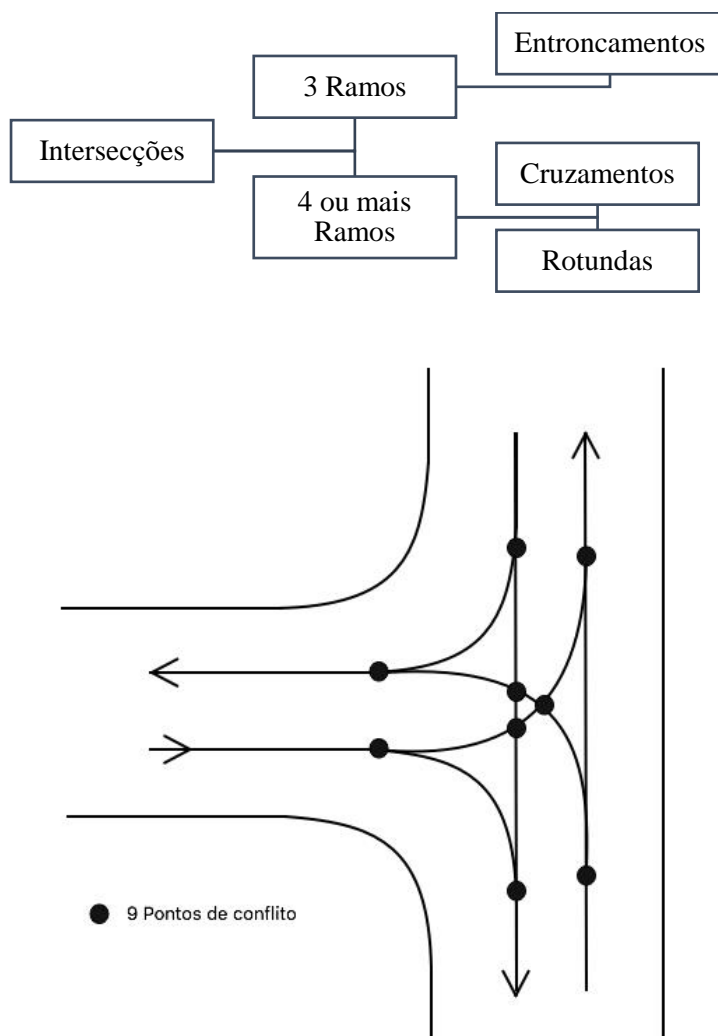 Entroncamentos
3 Ramos
Intersecções
Cruzamentos
4 ou mais
Ramos
Rotundas
9 Pontos de conflito